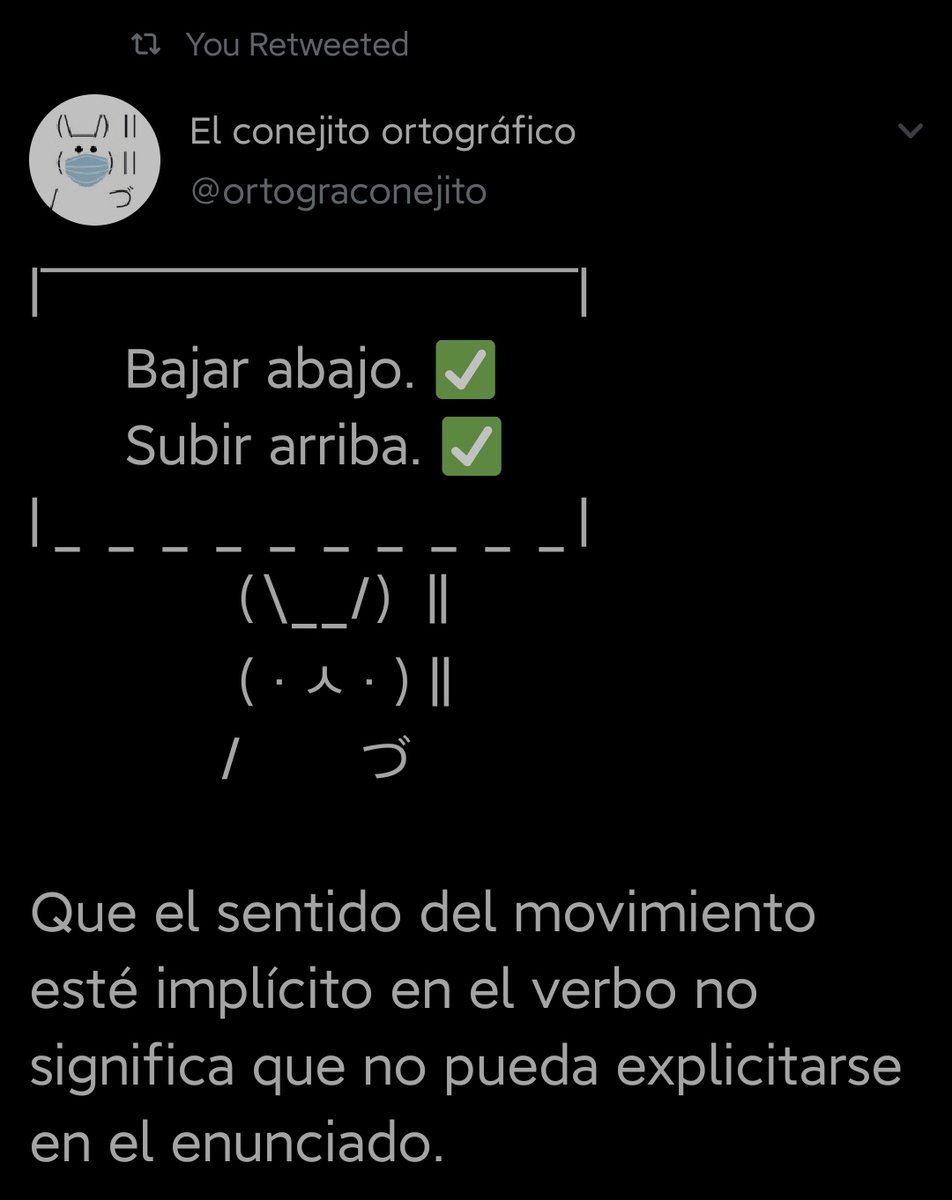 You Retweeted
El conejito ortográfico
@ortograconejito
|￣￣￣￣￣￣￣￣￣￣|
Bajar abajo. ✅
Subir arriba. ✅
|_ _ _ _ _ _ _ _ _ _|
(\__/) ||
( · ㅅ · ) ||
/ づ
Que el sentido del movimiento
esté implícito en el verbo no
significa que no pueda explicitarse
en el enunciado.